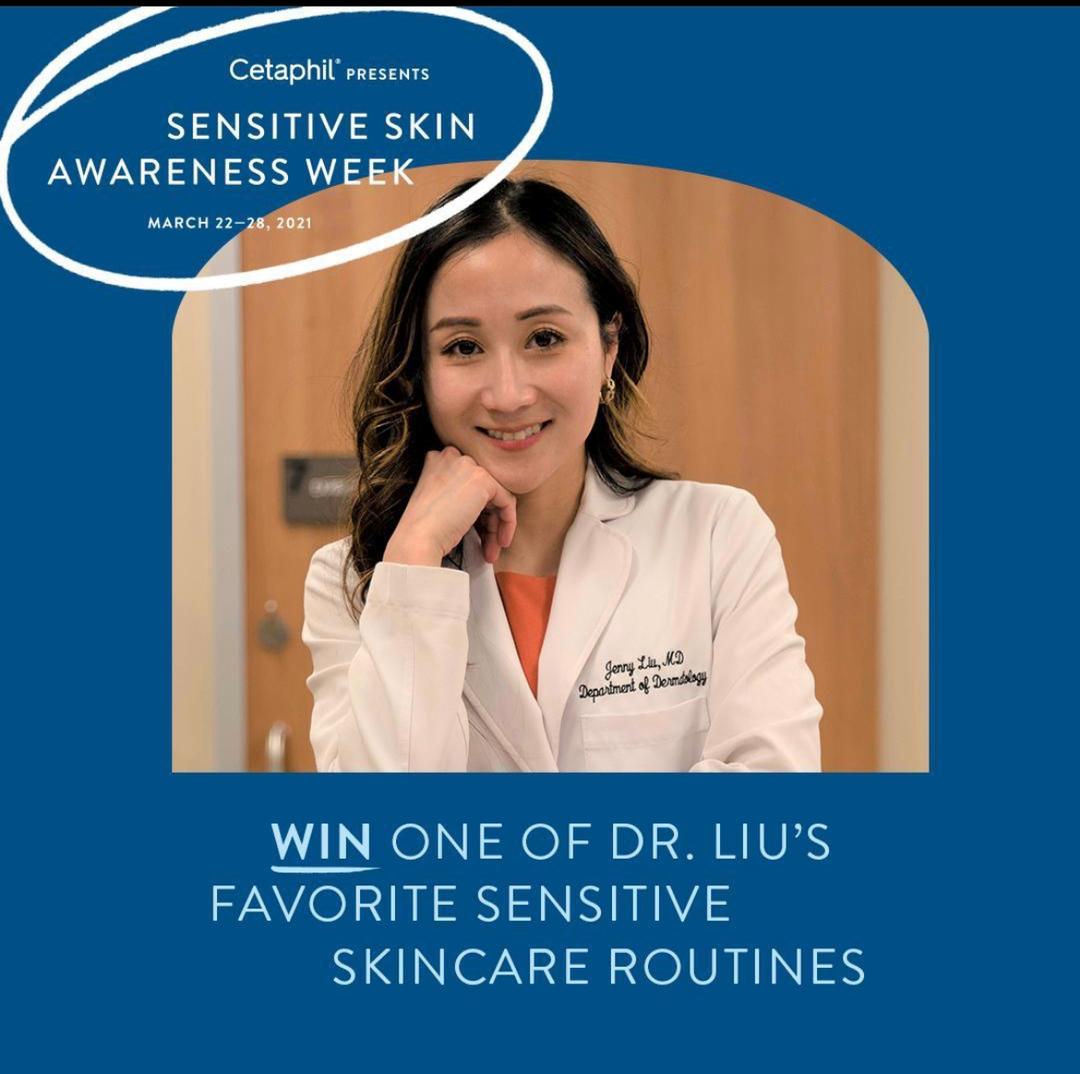 Cetaphil® PRESENTS
SENSITIVE SKIN
AWARENESS WEEK
MARCH 22–28, 2021
7
Jenny Liu, MD
Department of Dermatology
WIN ONE OF DR. LIU'S
FAVORITE SENSITIVE
SKINCARE ROUTINES